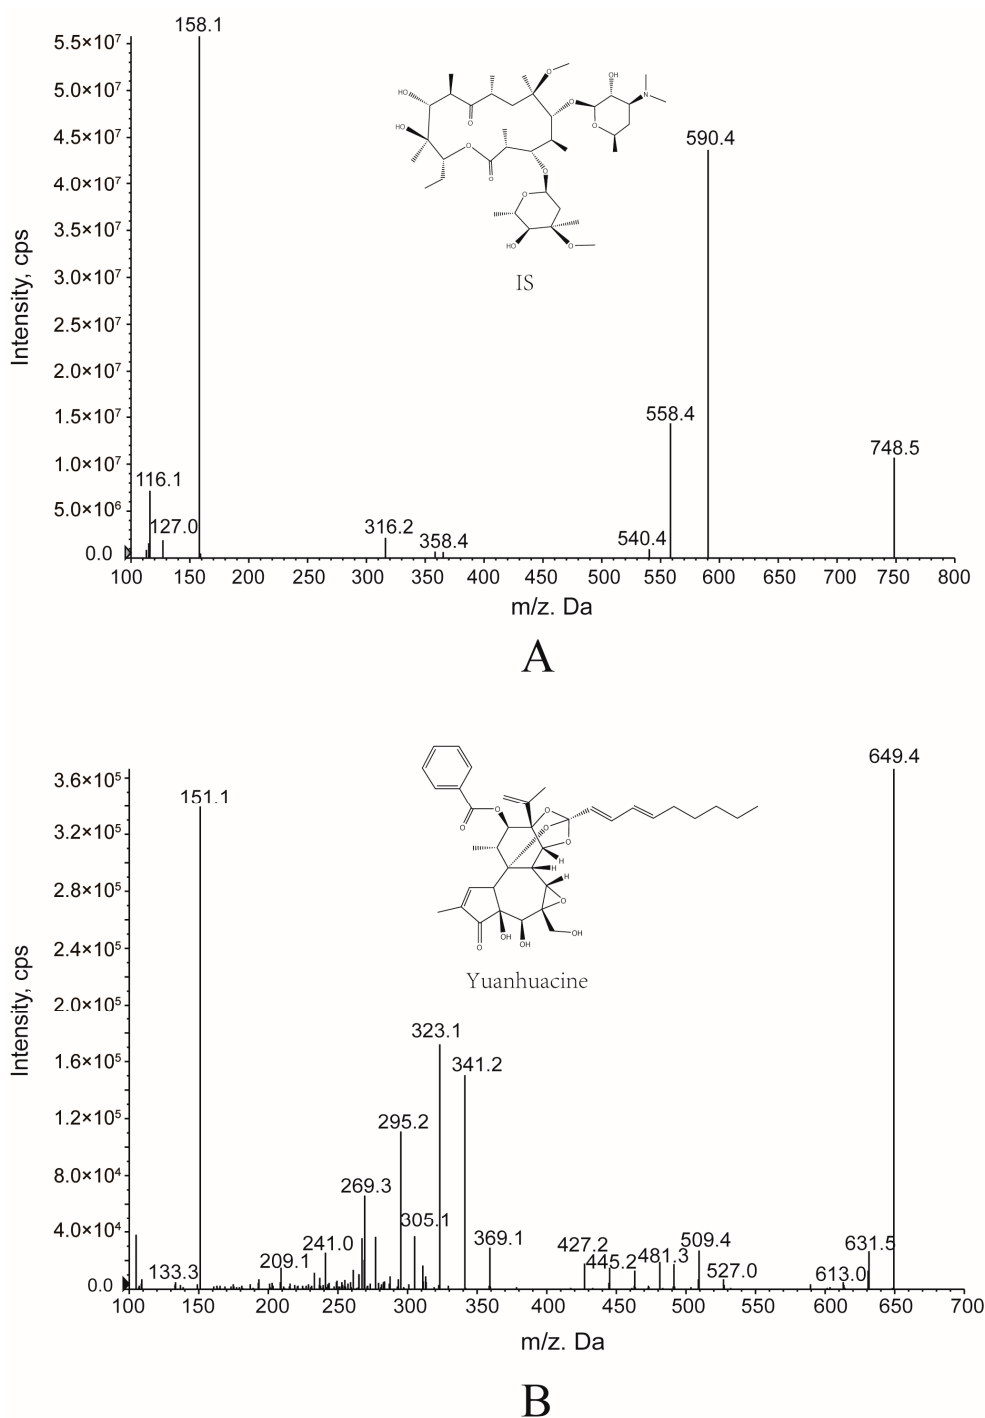 158.1
5.5×10⁷
5.0×10⁷
4.5×10⁷
4.0×10⁷
3.5×10⁷
3.0×10⁷
2.5×10⁷
2.0×10⁷
1.5×10⁷
1.0×10⁷
5.0×10⁶
0.0
Intensity, cps
116.1
127.0
316.2
358.4
540.4
558.4
590.4
748.5
HO
HO
O
O
O
O
O
OH
N
O
O
O
HO
O
IS
100 150 200 250 300 350 400 450 500 550 600 650 700 750 800
m/z. Da
A
649.4
3.6×10⁵
3.2×10⁵
2.8×10⁵
2.4×10⁵
2.0×10⁵
1.6×10⁵
1.2×10⁵
8.0×10⁴
4.0×10⁴
0.0
Intensity, cps
151.1
133.3
209.1
241.0
269.3
295.2
305.1
323.1
341.2
369.1
427.2
445.2
481.3
509.4
527.0
613.0
631.5
O
O
O
O
O
H
H
H
O
O
OH
OH
OH
Yuanhuacine
100 150 200 250 300 350 400 450 500 550 600 650 700
m/z. Da
B